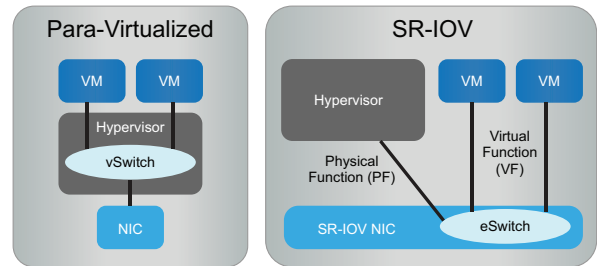 Para-Virtualized
VM
VM
Hypervisor
vSwitch
NIC
SR-IOV
Hypervisor
VM
VM
Physical
Function (PF)
Virtual
Function
(VF)
SR-IOV NIC
eSwitch